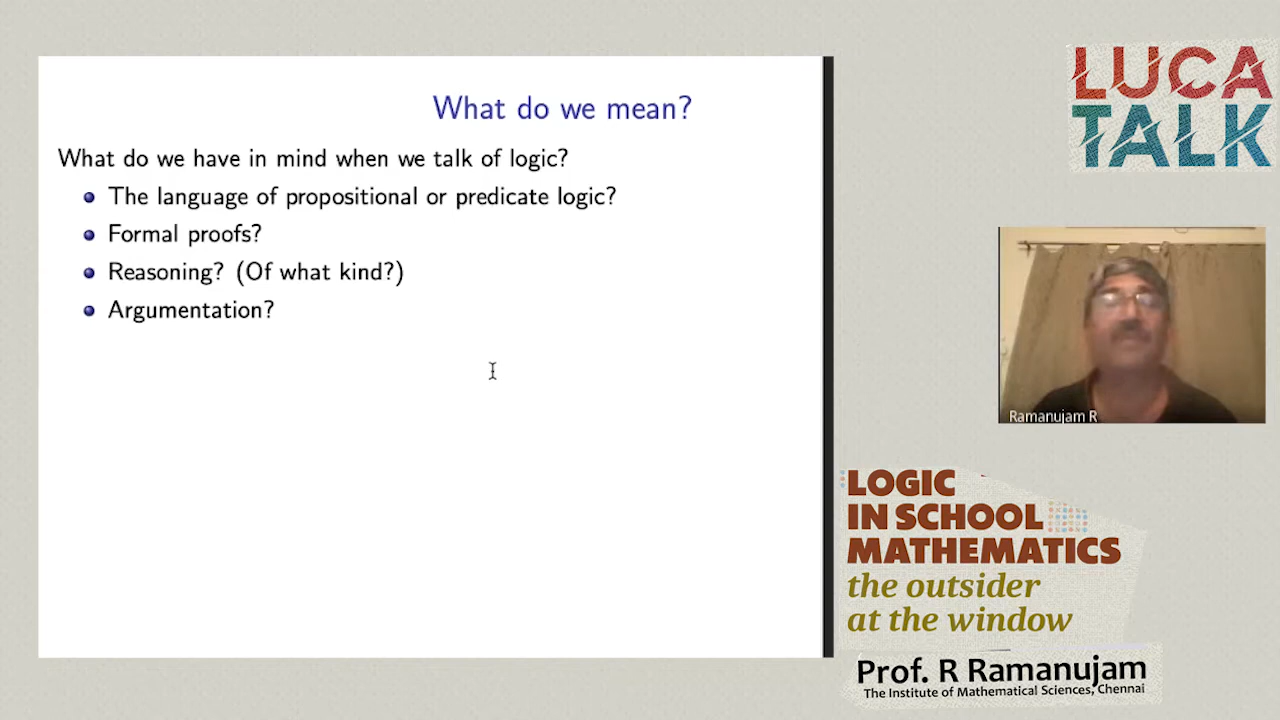 What do we mean?
What do we have in mind when we talk of logic?
The language of propositional or predicate logic?
Formal proofs?
Reasoning? (Of what kind?)
Argumentation?
LUCA
TALK
Ramanujam R
LOGIC
IN SCHOOL
MATHEMATICS
the outsider
at the window
Prof. R Ramanujam
The Institute of Mathematical Sciences, Chennai